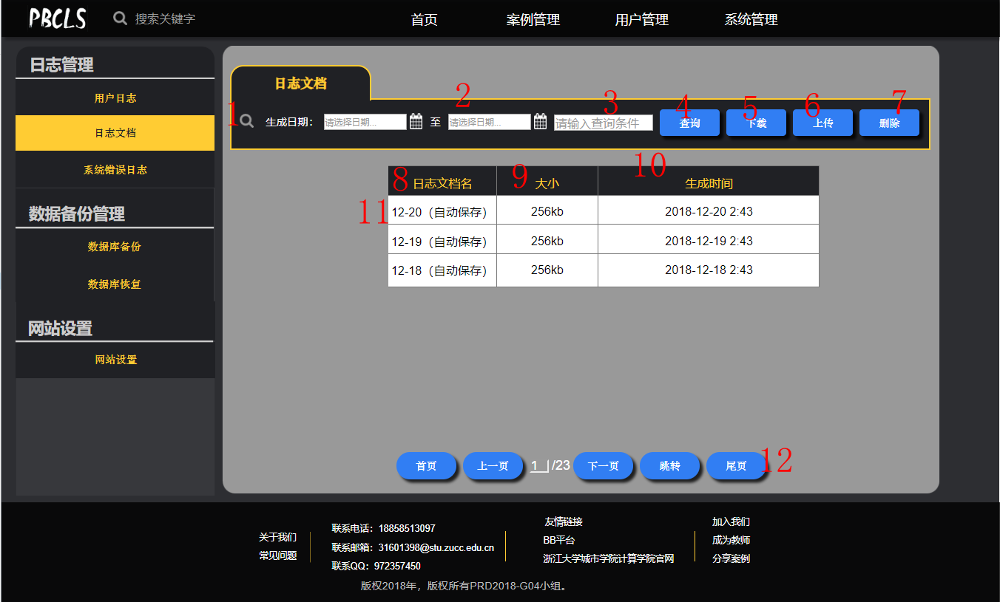 PBCLS 搜索关键字 首页 案例管理 用户管理 系统管理
日志管理
用户日志
日志文档
系统错误日志
数据备份管理
数据库备份
数据库恢复
网站设置
网站设置
日志文档
1 生成日期： 请选择日期... 2 至 请选择日期... 3 请输入查询条件 4 查询 5 下载 6 上传 7 删除
8 日志文档名 9 大小 10 生成时间
11 12-20（自动保存） 256kb 2018-12-20 2:43
12-19（自动保存） 256kb 2018-12-19 2:43
12-18（自动保存） 256kb 2018-12-18 2:43
首页 上一页 1 /23 下一页 跳转 尾页 12
关于我们
常见问题
联系电话：18858513097
联系邮箱：31601398@stu.zucc.edu.cn
联系QQ：972357450
友情链接
BB平台
浙江大学城市学院计算学院官网
加入我们
成为教师
分享案例
版权2018年，版权所有PRD2018-G04小组。